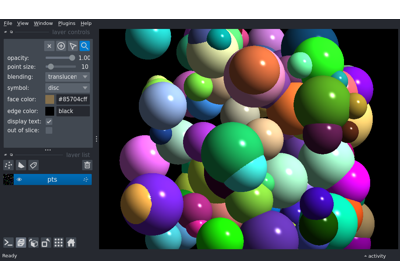 File View Window Plugins Help
layer controls
opacity: 1.00
point size: 10
blending: translucen
symbol: disc
face color: #85704cff
edge color: black
display text:
out of slice:
layer list
pts
Ready
activity